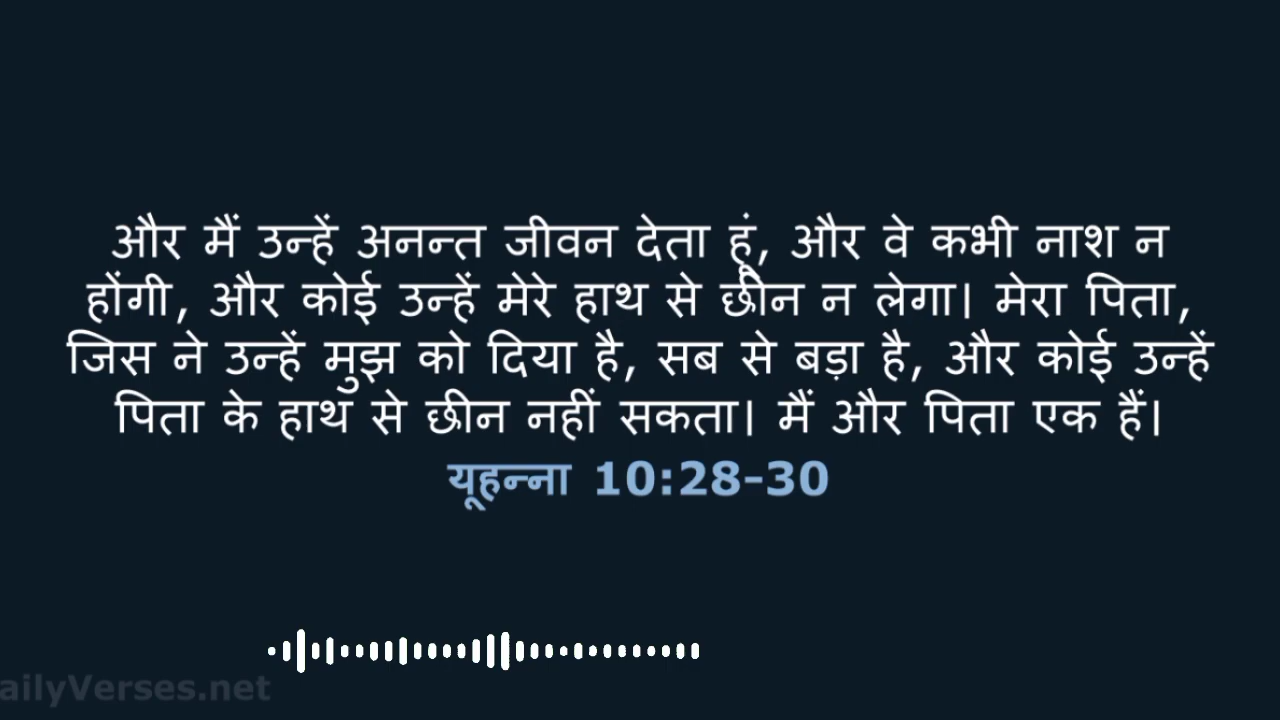 और मैं उन्हें अनन्त जीवन देता हूं, और वे कभी नाश न
होंगी, और कोई उन्हें मेरे हाथ से छीन न लेगा। मेरा पिता,
जिस ने उन्हें मुझ को दिया है, सब से बड़ा है, और कोई उन्हें
पिता के हाथ से छीन नहीं सकता। मैं और पिता एक हैं।
यूहन्ना 10:28-30
ailyVerses.net